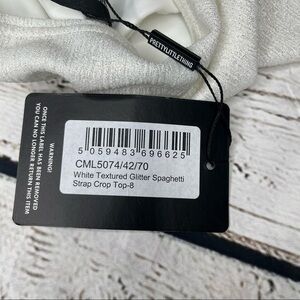 PRETTYLITTLETHING
WARNING!
ONCE THIS LABEL HAS BEEN REMOVED
YOU CAN NO LONGER RETURN THIS ITEM
5 059483 696625
CML5074/42/70
White Textured Glitter Spaghetti
Strap Crop Top-8